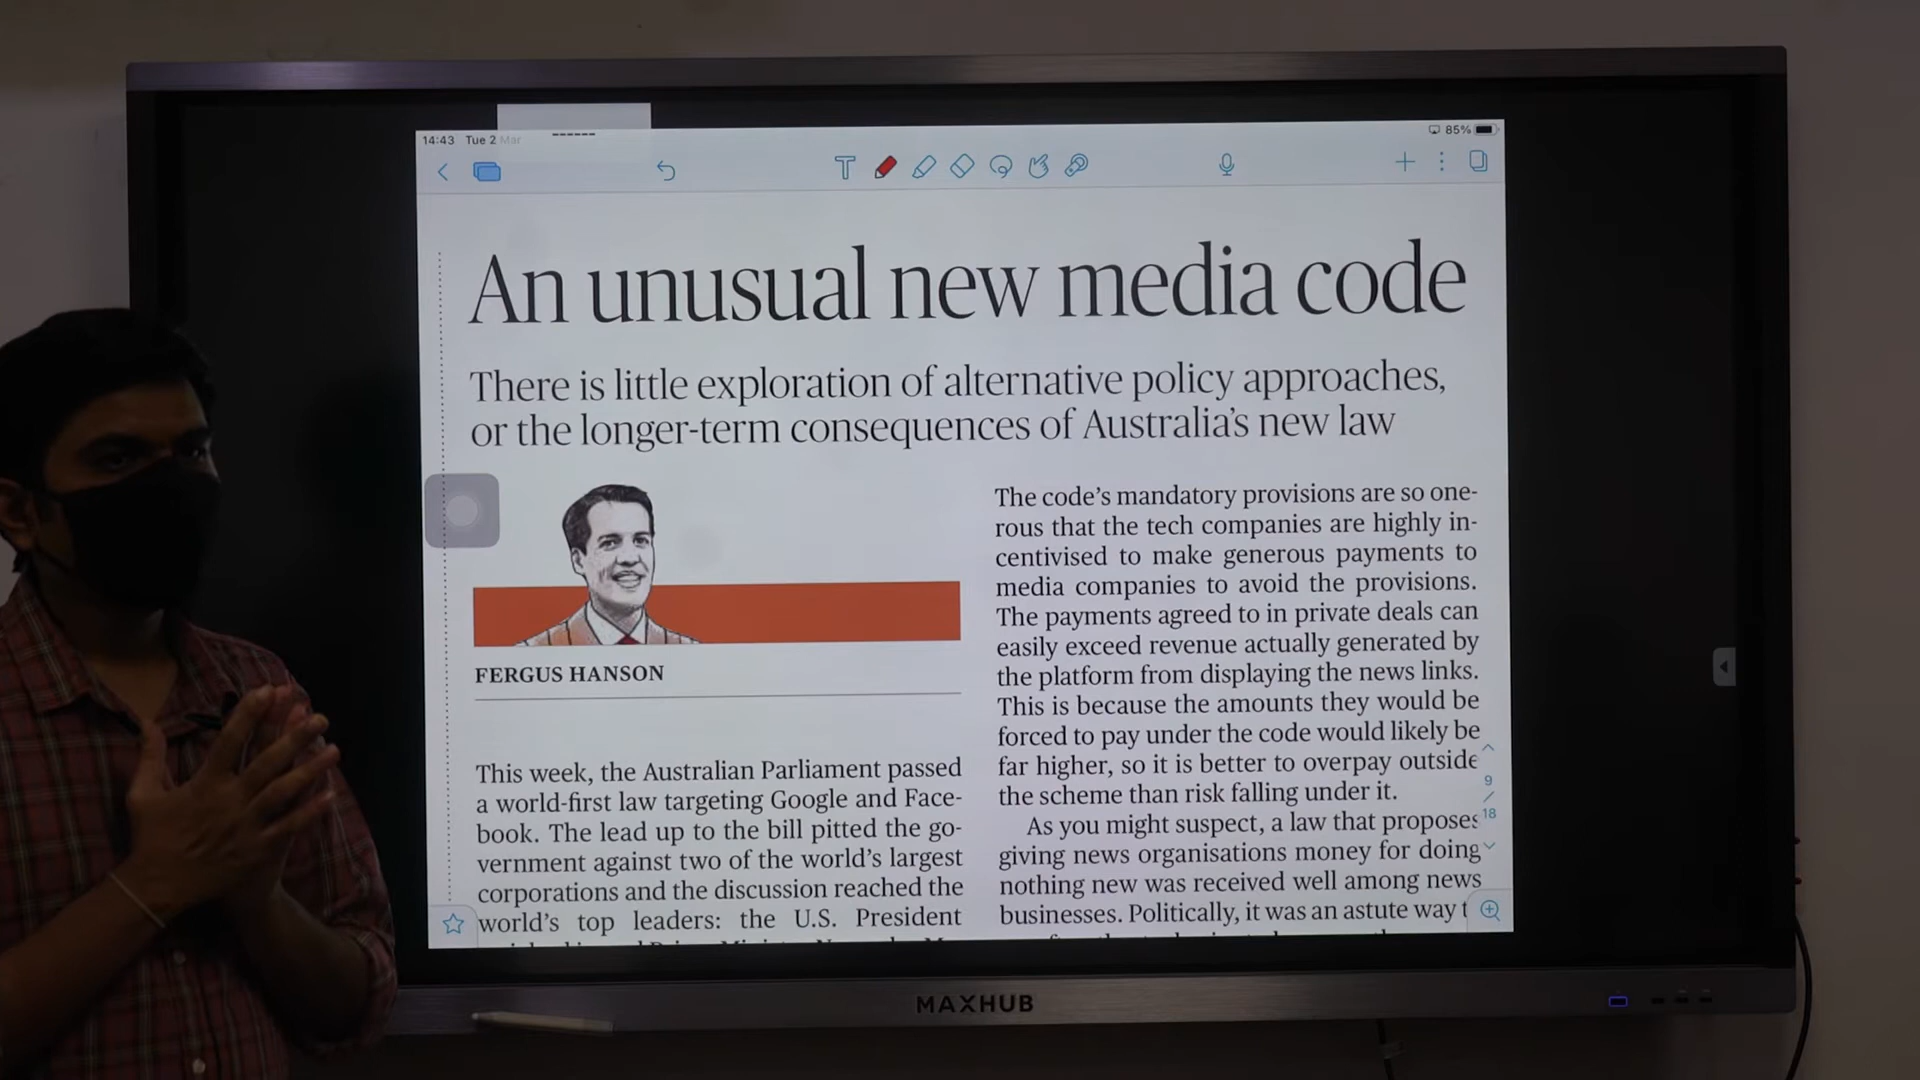 14:43 Tue 2 Mar
85%
An unusual new media code
There is little exploration of alternative policy approaches,
or the longer-term consequences of Australia's new law
FERGUS HANSON
This week, the Australian Parliament passed
a world-first law targeting Google and Face-
book. The lead up to the bill pitted the go-
vernment against two of the world's largest
corporations and the discussion reached the
world's top leaders: the U.S. President
The code's mandatory provisions are so one-
rous that the tech companies are highly in-
centivised to make generous payments to
media companies to avoid the provisions.
The payments agreed to in private deals can
easily exceed revenue actually generated by
the platform from displaying the news links.
This is because the amounts they would be
forced to pay under the code would likely be
far higher, so it is better to overpay outside
the scheme than risk falling under it.
As you might suspect, a law that proposes
giving news organisations money for doing
nothing new was received well among news
businesses. Politically, it was an astute way
9
/
18
MAXHUB